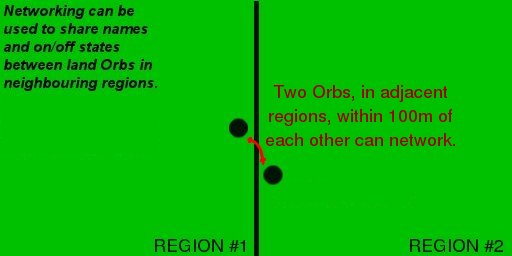 Networking can be
used to share names
and on/off states
between land Orbs in
neighbouring regions.
Two Orbs, in adjacent
regions, within 100m of
each other can network.
REGION #1
REGION #2